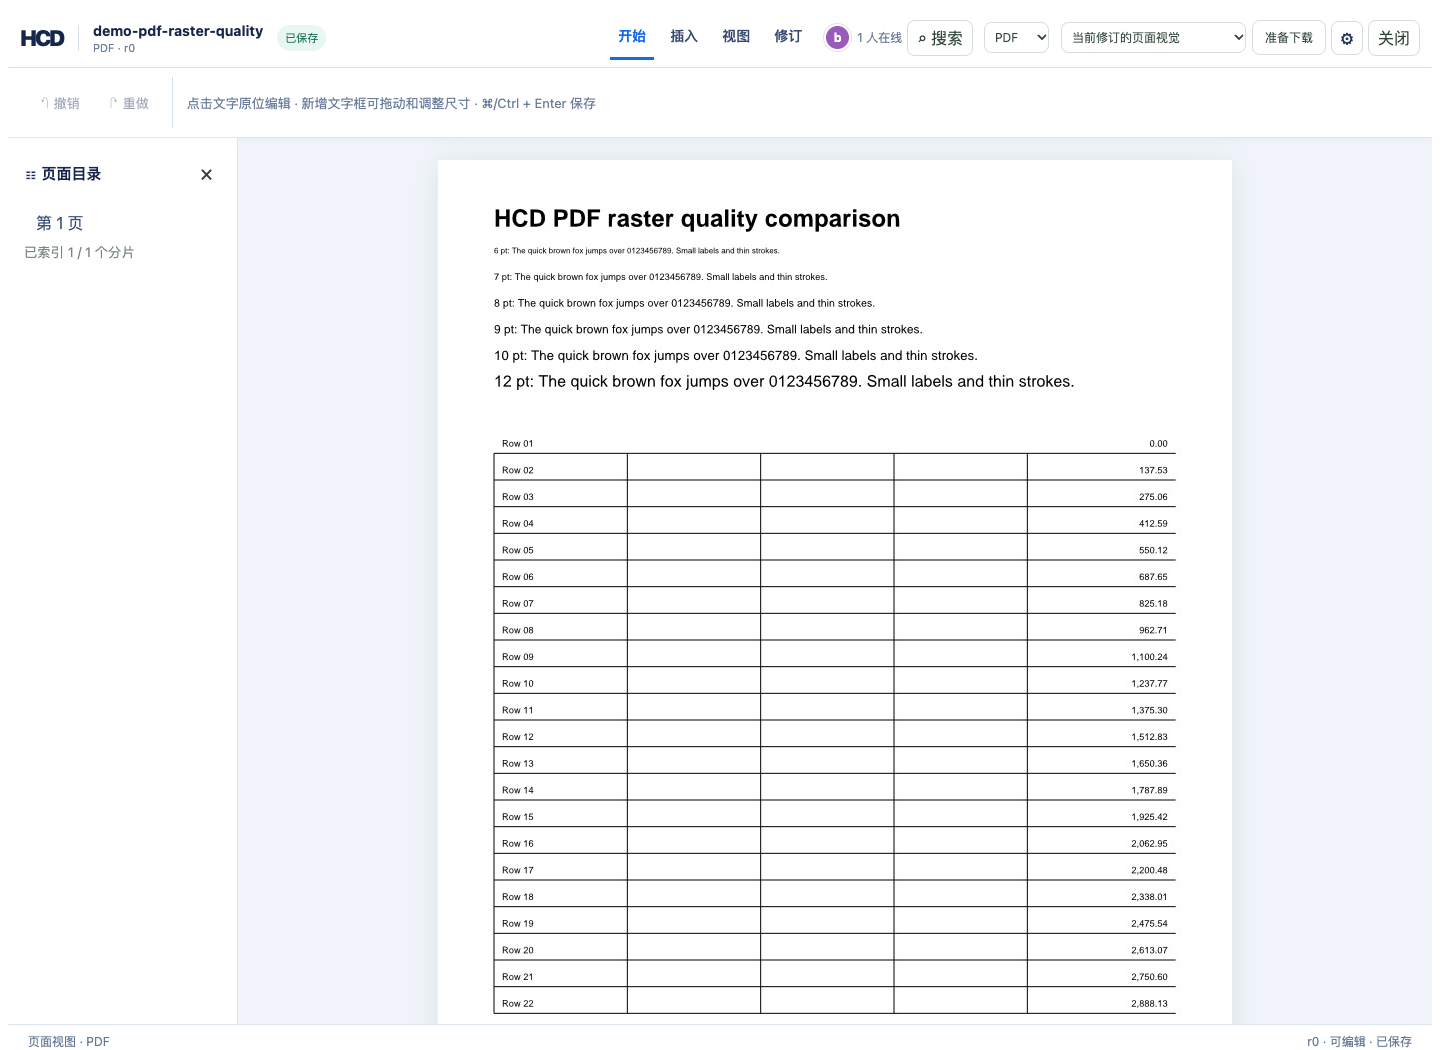 HCD
demo-pdf-raster-quality
PDF · r0
已保存
开始 插入 视图 修订
b 1 人在线
搜索
PDF
当前修订的页面视觉
准备下载
关闭
撤销 重做
点击文字原位编辑 · 新增文字框可拖动和调整尺寸 · ⌘/Ctrl + Enter 保存
页面目录
第 1 页
已索引 1 / 1 个分片
HCD PDF raster quality comparison
6 pt: The quick brown fox jumps over 0123456789. Small labels and thin strokes.
7 pt: The quick brown fox jumps over 0123456789. Small labels and thin strokes.
8 pt: The quick brown fox jumps over 0123456789. Small labels and thin strokes.
9 pt: The quick brown fox jumps over 0123456789. Small labels and thin strokes.
10 pt: The quick brown fox jumps over 0123456789. Small labels and thin strokes.
12 pt: The quick brown fox jumps over 0123456789. Small labels and thin strokes.
Row 01 0.00
Row 02 137.53
Row 03 275.06
Row 04 412.59
Row 05 550.12
Row 06 687.65
Row 07 825.18
Row 08 962.71
Row 09 1,100.24
Row 10 1,237.77
Row 11 1,375.30
Row 12 1,512.83
Row 13 1,650.36
Row 14 1,787.89
Row 15 1,925.42
Row 16 2,062.95
Row 17 2,200.48
Row 18 2,338.01
Row 19 2,475.54
Row 20 2,613.07
Row 21 2,750.60
Row 22 2,888.13
页面视图 · PDF
r0 · 可编辑 · 已保存